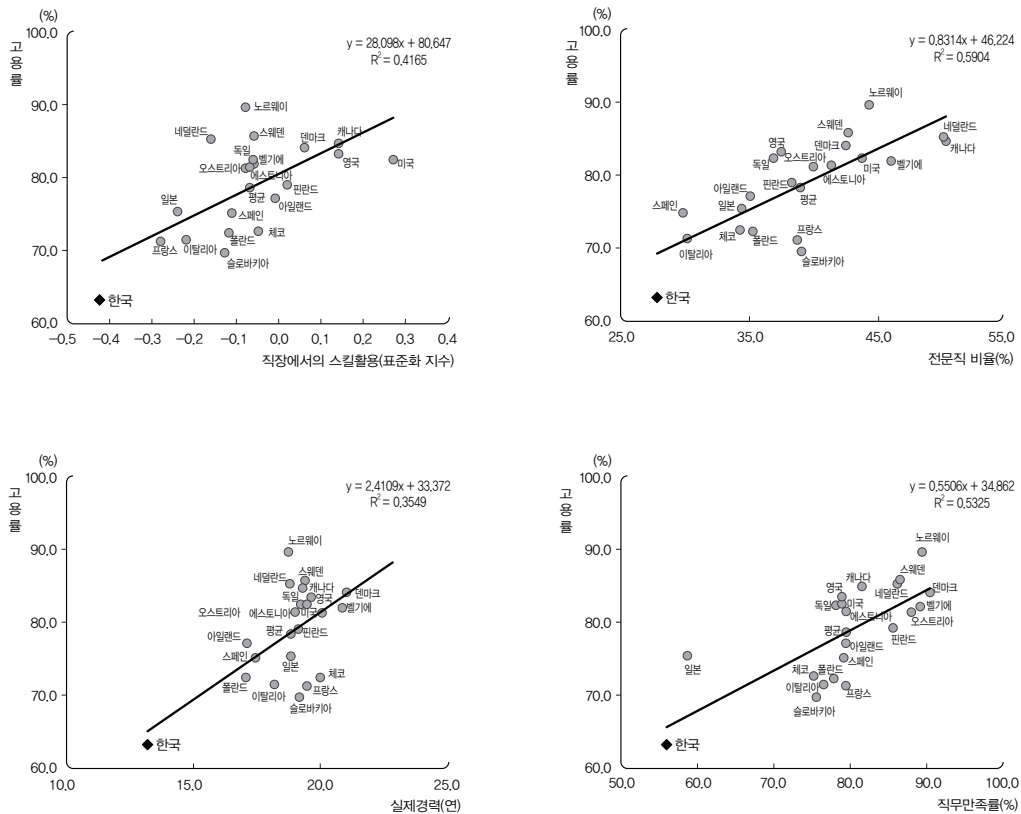 (%)
100.0
고용률
y = 28.098x + 80.647
R² = 0.4165
90.0
노르웨이
네덜란드
스웨덴
덴마크
캐나다
독일
벨기에
영국
미국
오스트리아
에스토니아
80.0
핀란드
평균
아일랜드
일본
스페인
체코
프랑스
이탈리아
폴란드
70.0
슬로바키아
한국
60.0
−0.5 −0.4 −0.3 −0.2 −0.1 0.0 0.1 0.2 0.3 0.4
직장에서의 스킬활용(표준화 지수)
(%)
100.0
고용률
y = 0.8314x + 46.224
R² = 0.5904
90.0
노르웨이
스웨덴
네덜란드
영국
덴마크
캐나다
독일
오스트리아
미국
벨기에
에스토니아
80.0
핀란드
아일랜드
평균
스페인
일본
체코
폴란드
프랑스
이탈리아
70.0
슬로바키아
한국
60.0
25.0 35.0 45.0 55.0
전문직 비율(%)
(%)
100.0
고용률
y = 2.4109x + 33.372
R² = 0.3549
90.0
노르웨이
스웨덴
네덜란드
캐나다
덴마크
독일
영국
벨기에
오스트리아
에스토니아
미국
80.0
평균
핀란드
아일랜드
스페인
일본
체코
폴란드
이탈리아
프랑스
70.0
슬로바키아
한국
60.0
10.0 15.0 20.0 25.0
실제경력(연)
(%)
100.0
고용률
y = 0.5506x + 34.862
R² = 0.5325
90.0
노르웨이
스웨덴
캐나다
영국
네덜란드
덴마크
독일
미국
벨기에
에스토니아
오스트리아
80.0
평균
핀란드
아일랜드
일본
스페인
체코
폴란드
이탈리아
프랑스
70.0
슬로바키아
한국
60.0
50.0 60.0 70.0 80.0 90.0 100.0
직무만족률(%)